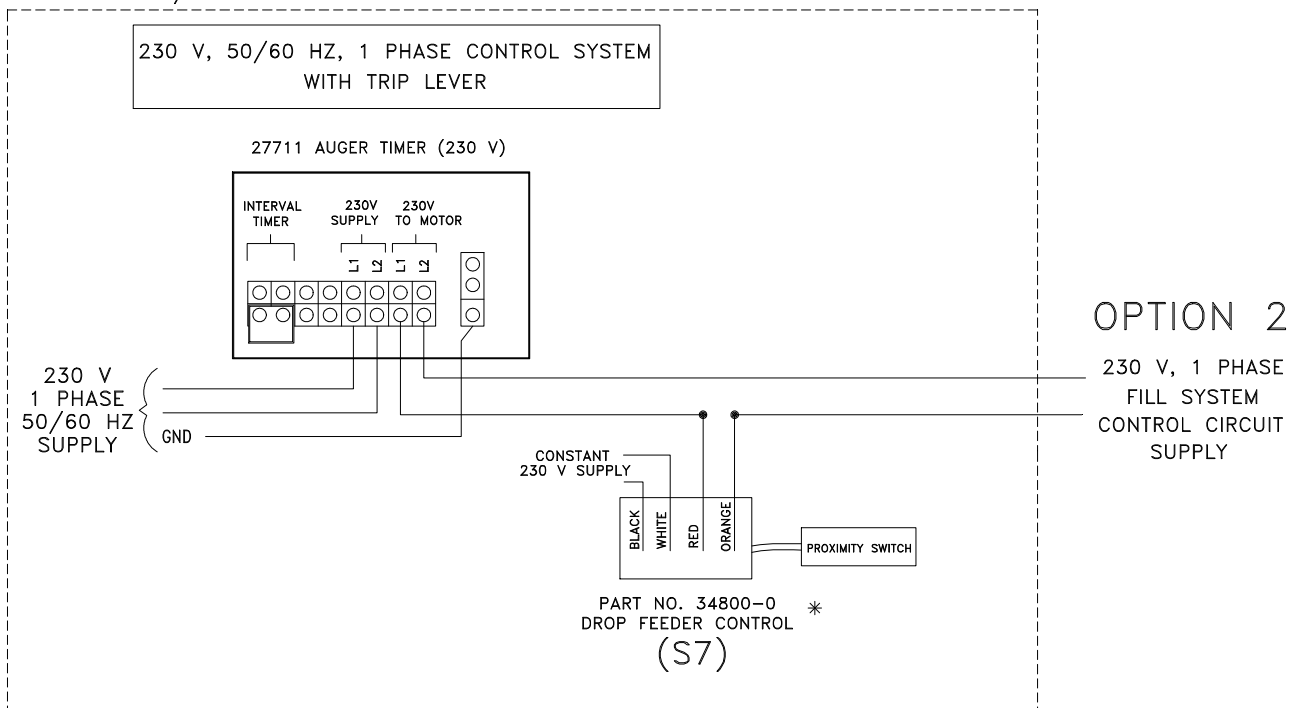 230 V, 50/60 HZ, 1 PHASE CONTROL SYSTEM
WITH TRIP LEVER
27711 AUGER TIMER (230 V)
INTERVAL
TIMER
230V
SUPPLY
230V
TO MOTOR
L1
L2
L1
L2
230 V
1 PHASE
50/60 HZ
SUPPLY
GND
OPTION 2
230 V, 1 PHASE
FILL SYSTEM
CONTROL CIRCUIT
SUPPLY
CONSTANT
230 V SUPPLY
BLACK
WHITE
RED
ORANGE
PROXIMITY SWITCH
PART NO. 34800-0 *
DROP FEEDER CONTROL
(S7)